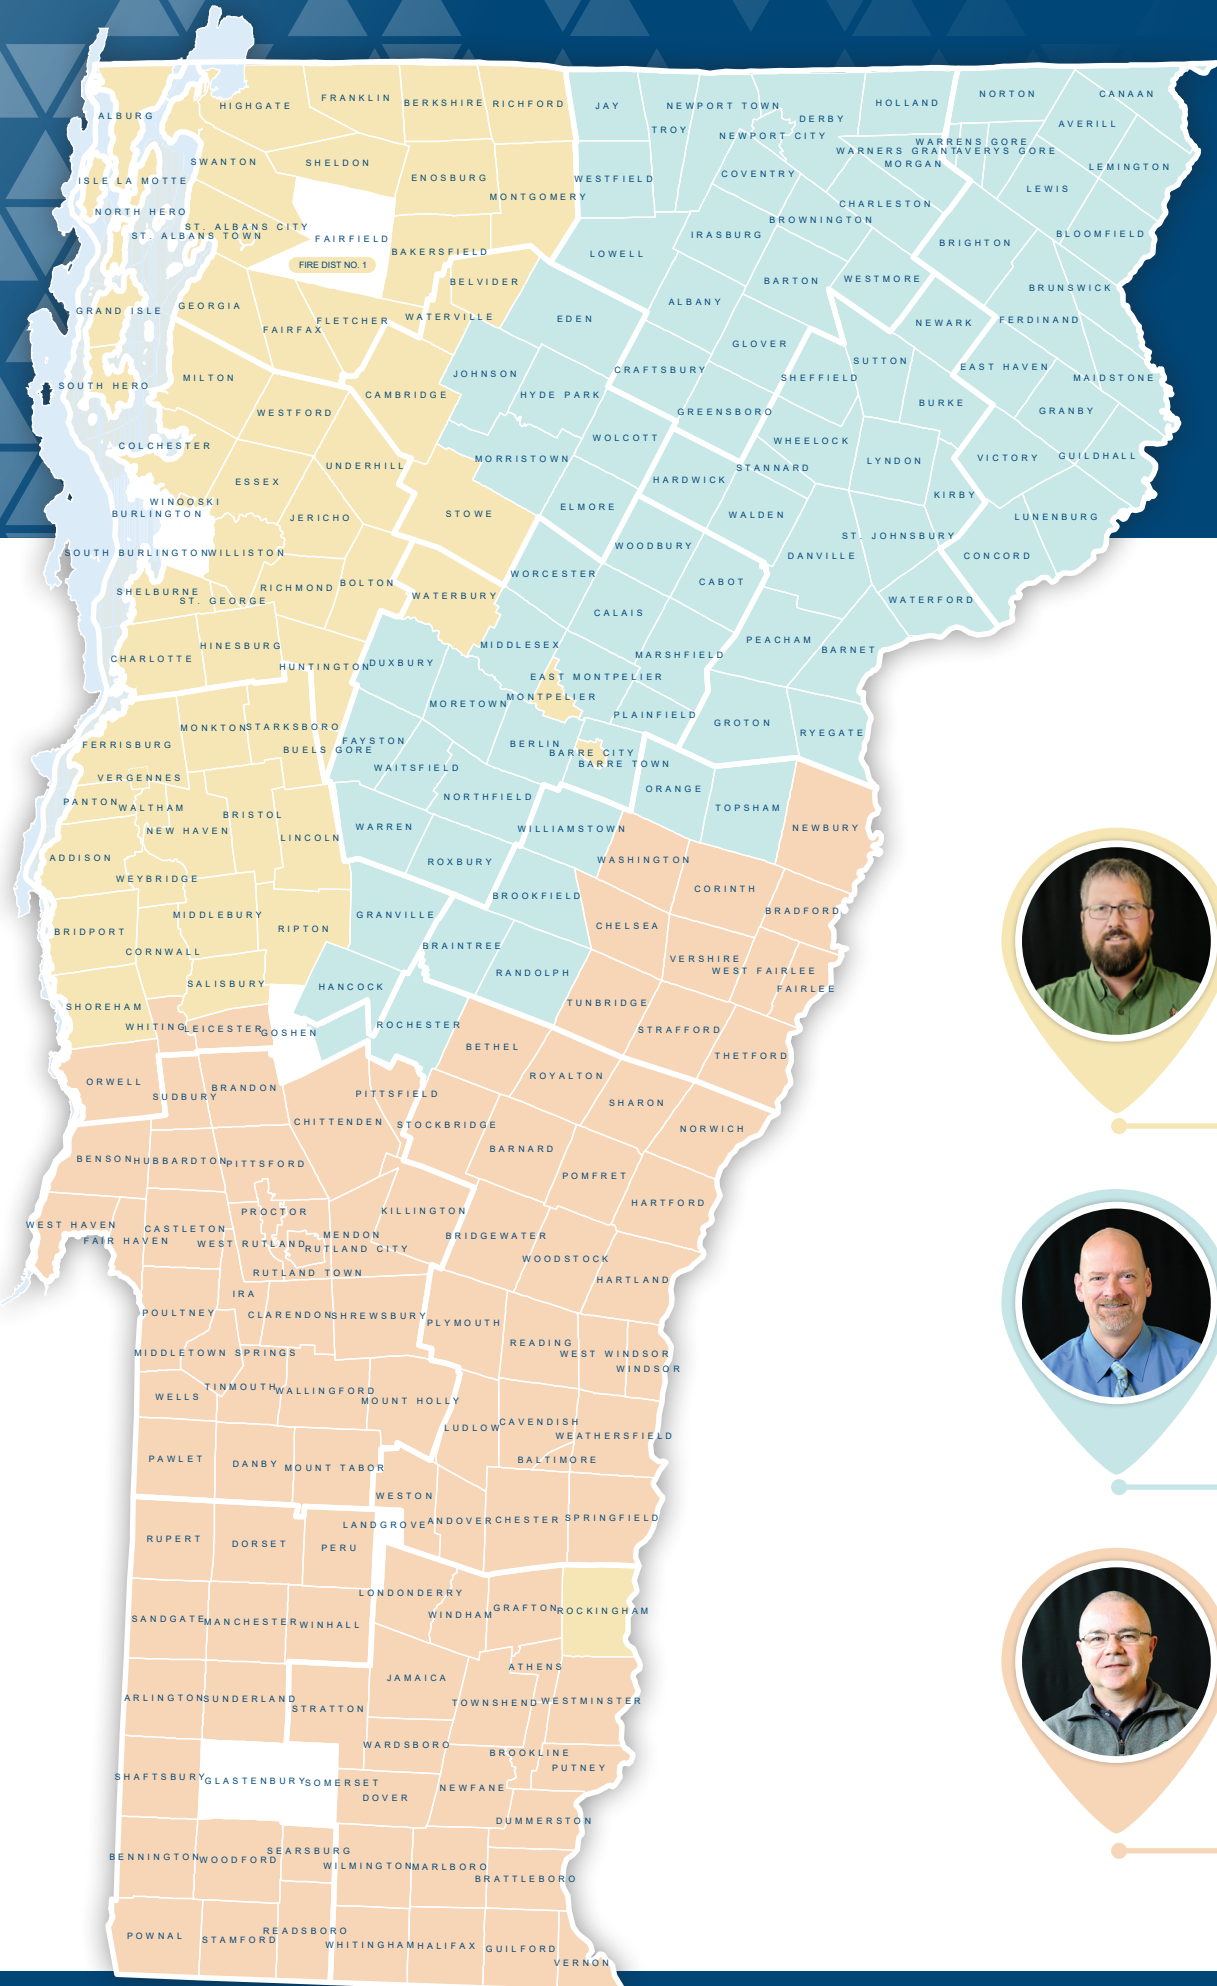 NORTON
CANAAN
HIGHGATE
FRANKLIN
BERKSHIRE
RICHFORD
JAY
NEWPORT TOWN
HOLLAND
ALBURG
TROY
DERBY
AVERILL
NEWPORT CITY
WARRENS GORE
WARNERS GRANT
AVERYS GORE
SWANTON
SHELDON
MORGAN
LEMINGTON
ISLE LA MOTTE
ENOSBURG
WESTFIELD
COVENTRY
LEWIS
MONTGOMERY
CHARLESTON
NORTH HERO
BROWNINGTON
ST. ALBANS CITY
ST. ALBANS TOWN
FAIRFIELD
IRASBURG
BRIGHTON
BLOOMFIELD
BAKERSFIELD
LOWELL
FIRE DIST NO. 1
BELVIDER
BARTON
WESTMORE
BRUNSWICK
GRAND ISLE
GEORGIA
ALBANY
FLETCHER
WATERVILLE
EDEN
NEWARK
FERDINAND
FAIRFAX
GLOVER
SUTTON
EAST HAVEN
MILTON
JOHNSON
CRAFTSBURY
SHEFFIELD
MAIDSTONE
SOUTH HERO
CAMBRIDGE
HYDE PARK
BURKE
WESTFORD
GREENSBORO
GRANBY
COLCHESTER
WOLCOTT
WHEELOCK
UNDERHILL
MORRISTOWN
STANNARD
LYNDON
VICTORY
GUILDHALL
ESSEX
HARDWICK
KIRBY
WINOOSKI
BURLINGTON
JERICHO
STOWE
ELMORE
WALDEN
LUNENBURG
ST. JOHNSBURY
SOUTH BURLINGTON
WILLISTON
WOODBURY
DANVILLE
CONCORD
WORCESTER
SHELBURNE
RICHMOND
BOLTON
CABOT
ST. GEORGE
WATERBURY
WATERFORD
CALAIS
HINESBURG
MIDDLESEX
PEACHAM
CHARLOTTE
HUNTINGTON
DUXBURY
MARSHFIELD
BARNET
EAST MONTPELIER
MORETOWN
MONTPELIER
PLAINFIELD
GROTON
MONKTON
STARKSBORO
RYEGATE
FERRISBURG
BUELS GORE
FAYSTON
BERLIN
BARRE CITY
VERGENNES
WAITSFIELD
BARRE TOWN
PANTON
WALTHAM
NORTHFIELD
ORANGE
BRISTOL
TOPSHAM
NEW HAVEN
LINCOLN
WARREN
WILLIAMSTOWN
NEWBURY
ADDISON
ROXBURY
WASHINGTON
WEYBRIDGE
BROOKFIELD
CORINTH
MIDDLEBURY
GRANVILLE
BRADFORD
BRIDPORT
RIPTON
CHELSEA
CORNWALL
BRAINTREE
VERSHIRE
SALISBURY
HANCOCK
RANDOLPH
WEST FAIRLEE
FAIRLEE
SHOREHAM
TUNBRIDGE
WHITING
LEICESTER
GOSHEN
ROCHESTER
STRAFFORD
BETHEL
THETFORD
ORWELL
BRANDON
ROYALTON
SUDBURY
PITTSFIELD
SHARON
CHITTENDEN
STOCKBRIDGE
NORWICH
BENSON
HUBBARDTON
PITTSFORD
BARNARD
POMFRET
HARTFORD
PROCTOR
KILLINGTON
WEST HAVEN
CASTLETON
MENDON
BRIDGEWATER
FAIR HAVEN
WEST RUTLAND
RUTLAND CITY
WOODSTOCK
RUTLAND TOWN
HARTLAND
IRA
POULTNEY
CLARENDON
SHREWSBURY
PLYMOUTH
READING
MIDDLETOWN SPRINGS
WEST WINDSOR
WINDSOR
WELLS
TINMOUTH
WALLINGFORD
MOUNT HOLLY
LUDLOW
CAVENDISH
WEATHERSFIELD
PAWLET
DANBY
MOUNT TABOR
BALTIMORE
WESTON
LANDGROVE
ANDOVER
CHESTER
SPRINGFIELD
RUPERT
DORSET
PERU
LONDONDERRY
SANDGATE
MANCHESTER
WINHALL
WINDHAM
GRAFTON
ROCKINGHAM
ATHENS
JAMAICA
ARLINGTON
SUNDERLAND
STRATTON
TOWNSHEND
WESTMINSTER
WARDSBORO
BROOKLINE
SHAFTSBURY
GLASTENBURY
SOMERSET
PUTNEY
DOVER
NEWFANE
DUMMERSTON
BENNINGTON
WOODFORD
SEARSBURG
WILMINGTON
MARLBORO
BRATTLEBORO
POWNAL
STAMFORD
READSBORO
WHITINGHAM
HALIFAX
GUILFORD
VERNON